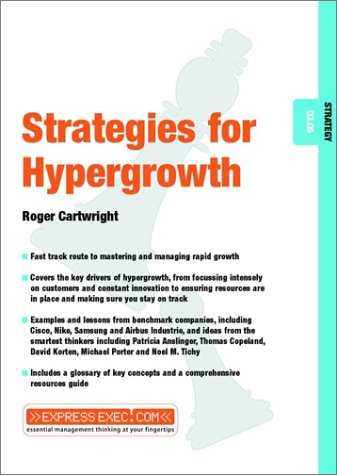 STRATEGY
03.05
Strategies for
Hypergrowth
Roger Cartwright
Fast track route to mastering and managing rapid growth
Covers the key drivers of hypergrowth, from focussing intensely
on customers and constant innovation to ensuring resources are
in place and making sure you stay on track
Examples and lessons from benchmark companies, including
Cisco, Nike, Samsung and Airbus Industrie, and ideas from the
smartest thinkers including Patricia Anslinger, Thomas Copeland,
David Korten, Michael Porter and Noel M. Tichy
Includes a glossary of key concepts and a comprehensive
resources guide
>>EXPRESS EXEC.COM<<
essential management thinking at your fingertips